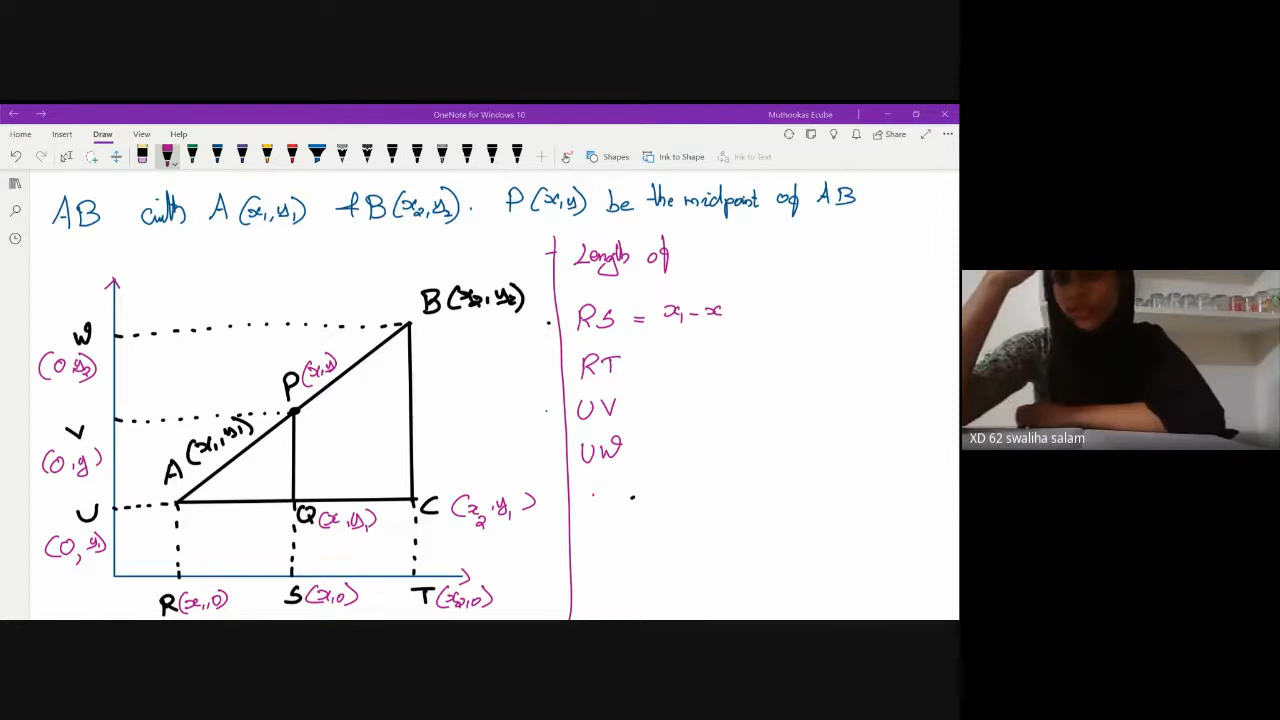 OneNote for Windows 10
Muthookas Ecube
Home Insert Draw View Help
Shapes Ink to Shape Ink to Text Share
AB with A(x₁,y₁) & B(x₂,y₂). P(x,y) be the midpoint of AB
Length of
B(x₂,y₂)
W
(0,y₂)
RS = x₁-x
P(x,y)
RT
UV
V
(0,y)
A(x₁,y₁)
UW
U
(0,y₁)
Q(x,y₁)
C(x₂,y₁)
R(x₁,0)
S(x,0)
T(x₂,0)
XD 62 swaliha salam